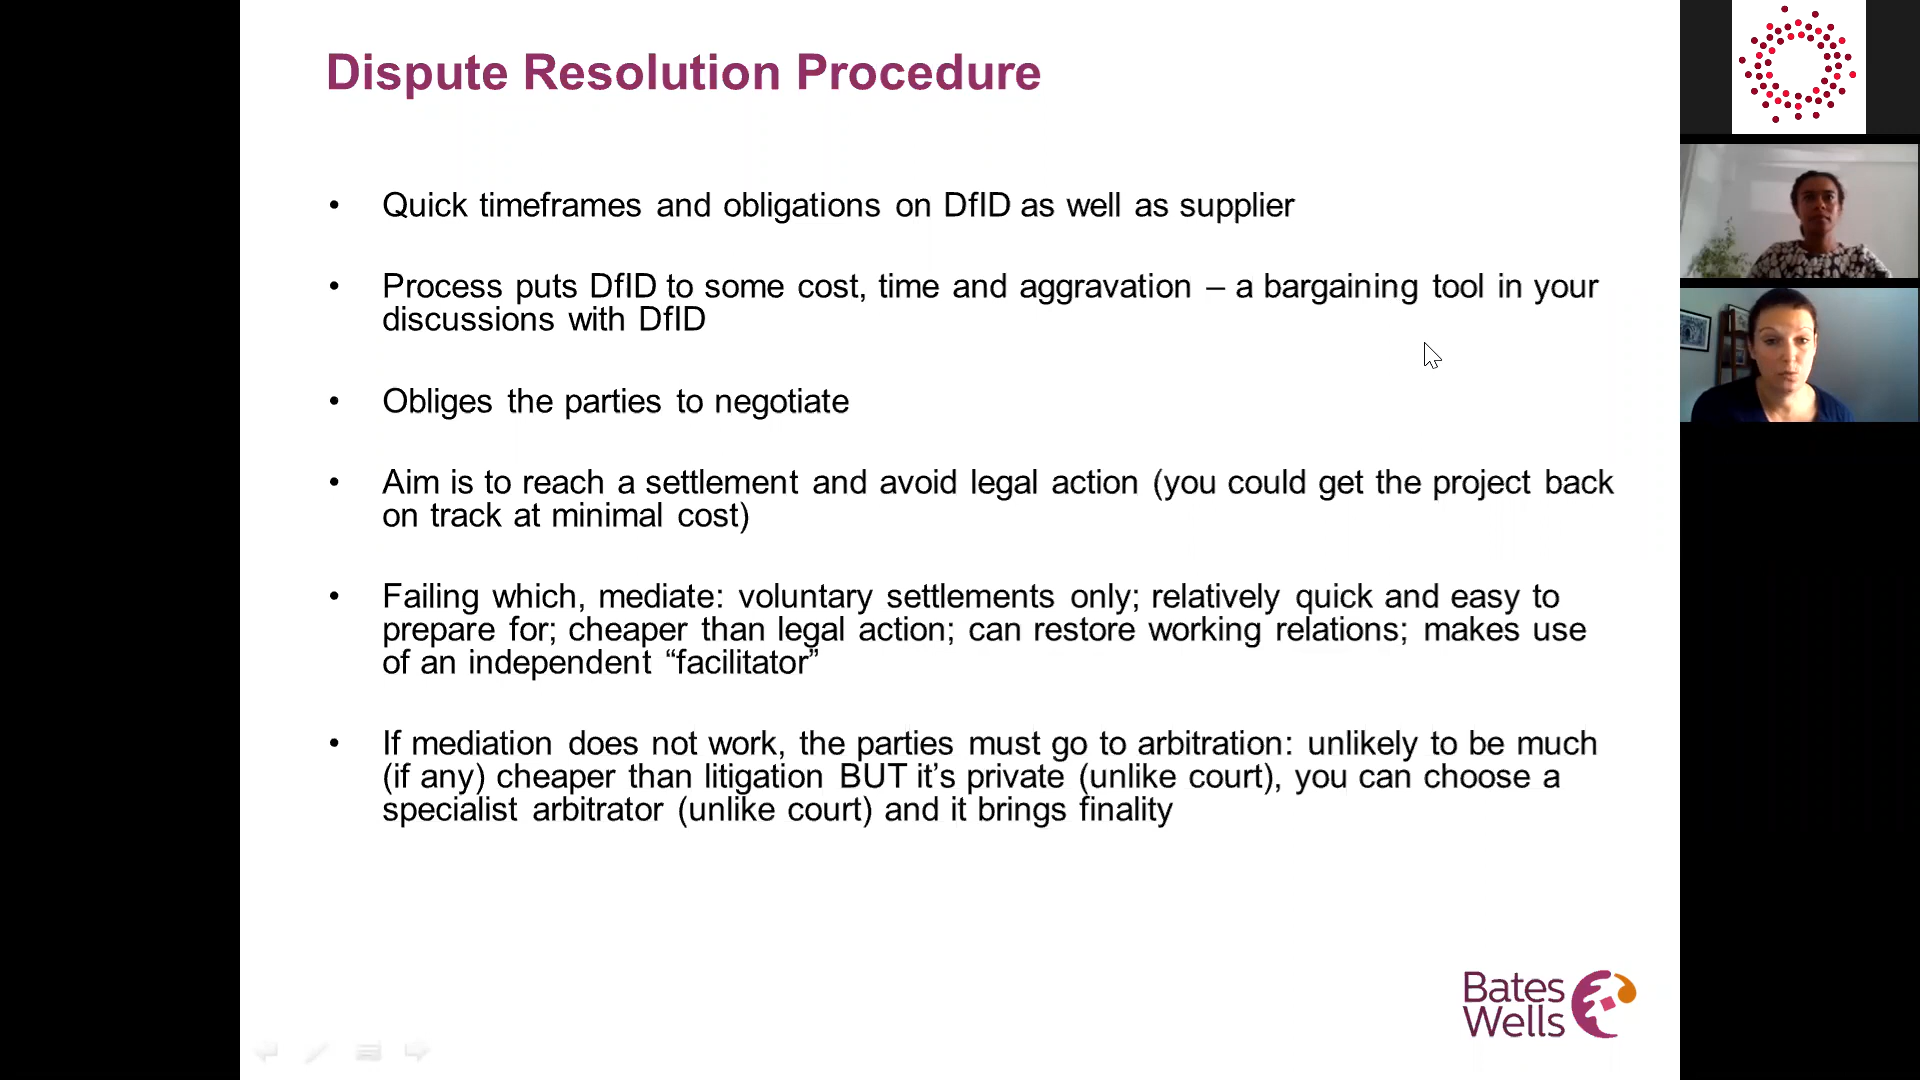 Dispute Resolution Procedure
• Quick timeframes and obligations on DfID as well as supplier
• Process puts DfID to some cost, time and aggravation – a bargaining tool in your
discussions with DfID
• Obliges the parties to negotiate
• Aim is to reach a settlement and avoid legal action (you could get the project back
on track at minimal cost)
• Failing which, mediate: voluntary settlements only; relatively quick and easy to
prepare for; cheaper than legal action; can restore working relations; makes use
of an independent “facilitator”
• If mediation does not work, the parties must go to arbitration: unlikely to be much
(if any) cheaper than litigation BUT it’s private (unlike court), you can choose a
specialist arbitrator (unlike court) and it brings finality
Bates
Wells